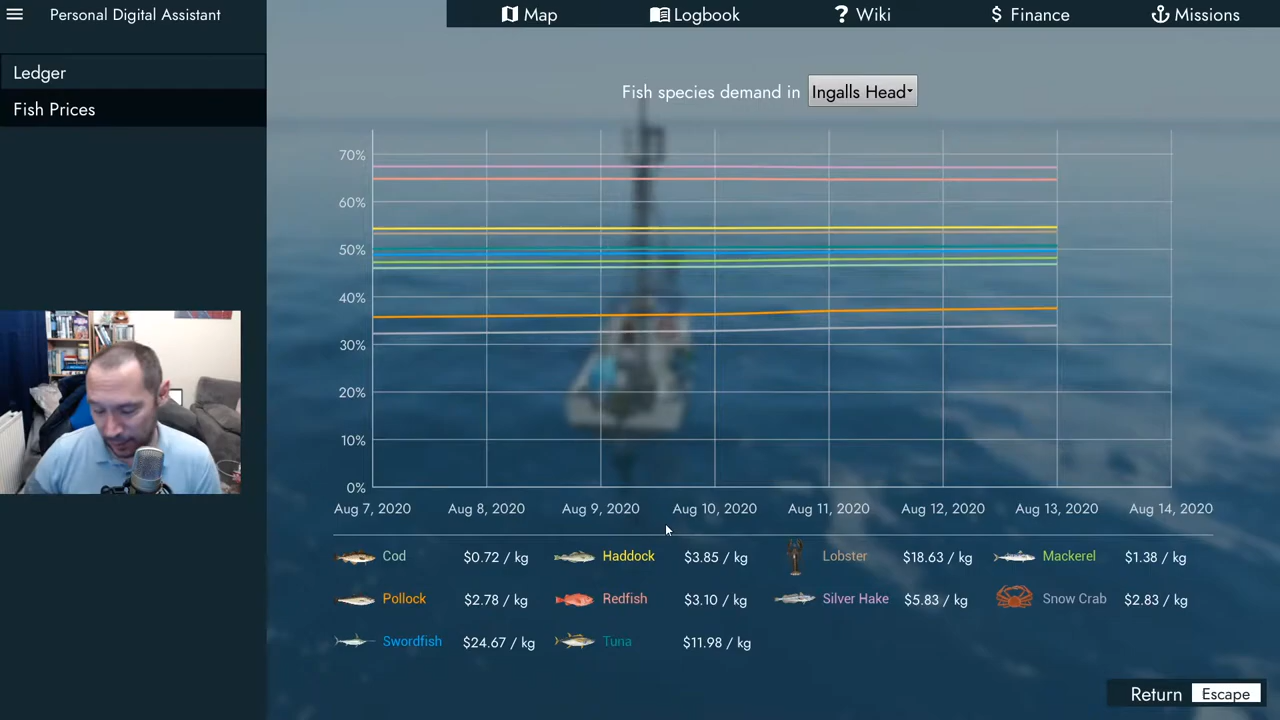 Personal Digital Assistant
Map
Logbook
? Wiki
$ Finance
Missions
Ledger
Fish Prices
Fish species demand in Ingalls Head
70%
60%
50%
40%
30%
20%
10%
0%
Aug 7, 2020 Aug 8, 2020 Aug 9, 2020 Aug 10, 2020 Aug 11, 2020 Aug 12, 2020 Aug 13, 2020 Aug 14, 2020
Cod $0.72 / kg Haddock $3.85 / kg Lobster $18.63 / kg Mackerel $1.38 / kg
Pollock $2.78 / kg Redfish $3.10 / kg Silver Hake $5.83 / kg Snow Crab $2.83 / kg
Swordfish $24.67 / kg Tuna $11.98 / kg
Return Escape